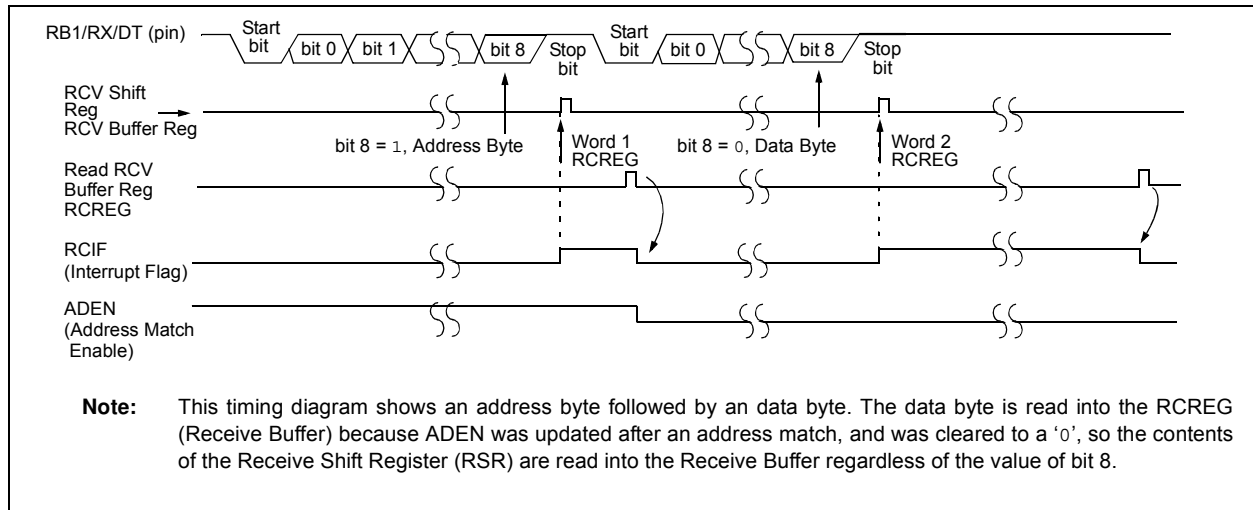 RB1/RX/DT (pin)
Start
bit
bit 0
bit 1
bit 8
Stop
bit
Start
bit
bit 0
bit 8
Stop
bit
RCV Shift
Reg
RCV Buffer Reg
bit 8 = 1, Address Byte
Word 1
RCREG
bit 8 = 0, Data Byte
Word 2
RCREG
Read RCV
Buffer Reg
RCREG
RCIF
(Interrupt Flag)
ADEN
(Address Match
Enable)
Note: This timing diagram shows an address byte followed by an data byte. The data byte is read into the RCREG
(Receive Buffer) because ADEN was updated after an address match, and was cleared to a ‘0’, so the contents
of the Receive Shift Register (RSR) are read into the Receive Buffer regardless of the value of bit 8.